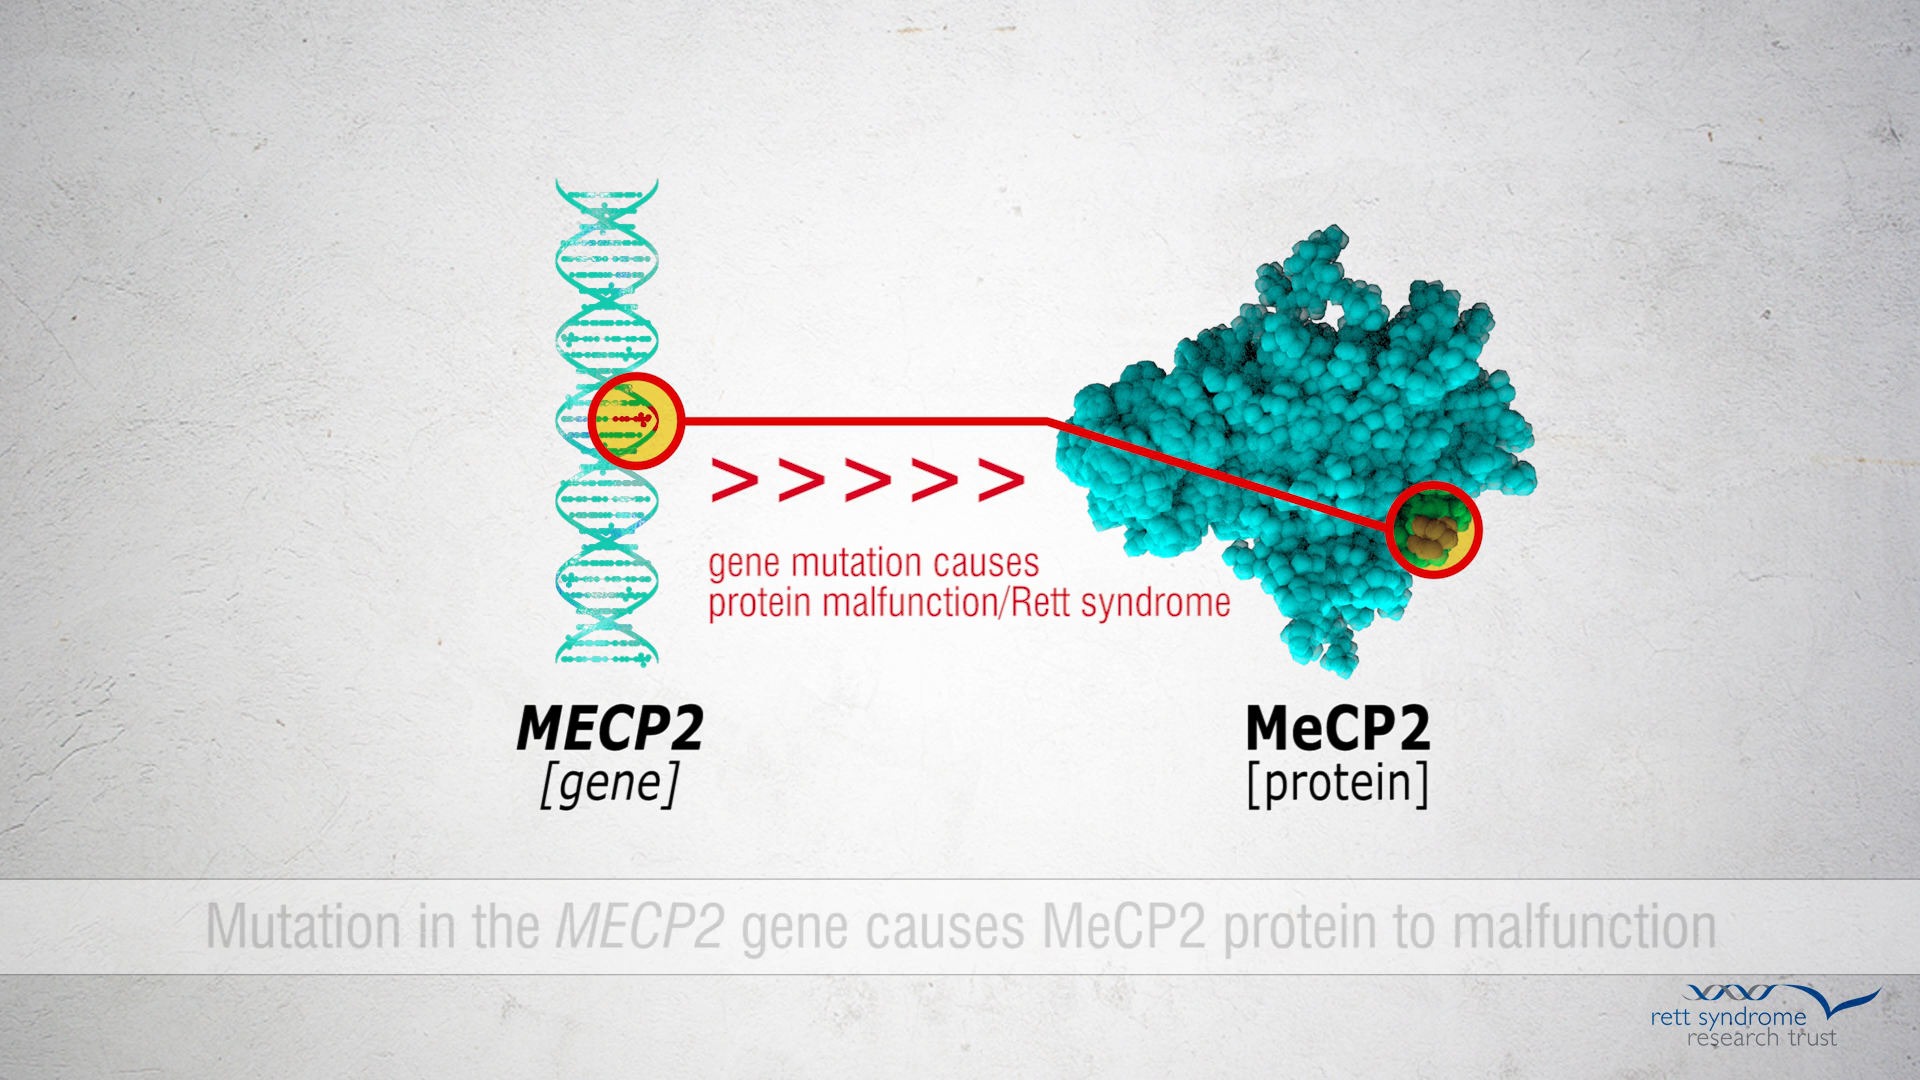 > > > > >
gene mutation causes
protein malfunction/Rett syndrome
MECP2
[gene]
MeCP2
[protein]
Mutation in the MECP2 gene causes MeCP2 protein to malfunction
rett syndrome
research trust